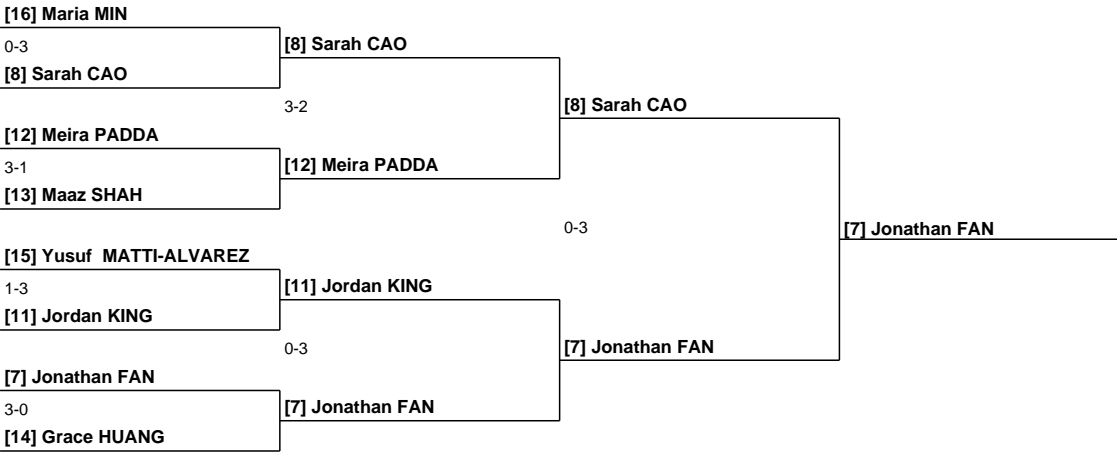 [16] Maria MIN
0-3
[8] Sarah CAO
[8] Sarah CAO
3-2
[8] Sarah CAO
[12] Meira PADDA
3-1
[12] Meira PADDA
[13] Maaz SHAH
0-3
[7] Jonathan FAN
[15] Yusuf  MATTI-ALVAREZ
1-3
[11] Jordan KING
[11] Jordan KING
0-3
[7] Jonathan FAN
[7] Jonathan FAN
3-0
[7] Jonathan FAN
[14] Grace HUANG